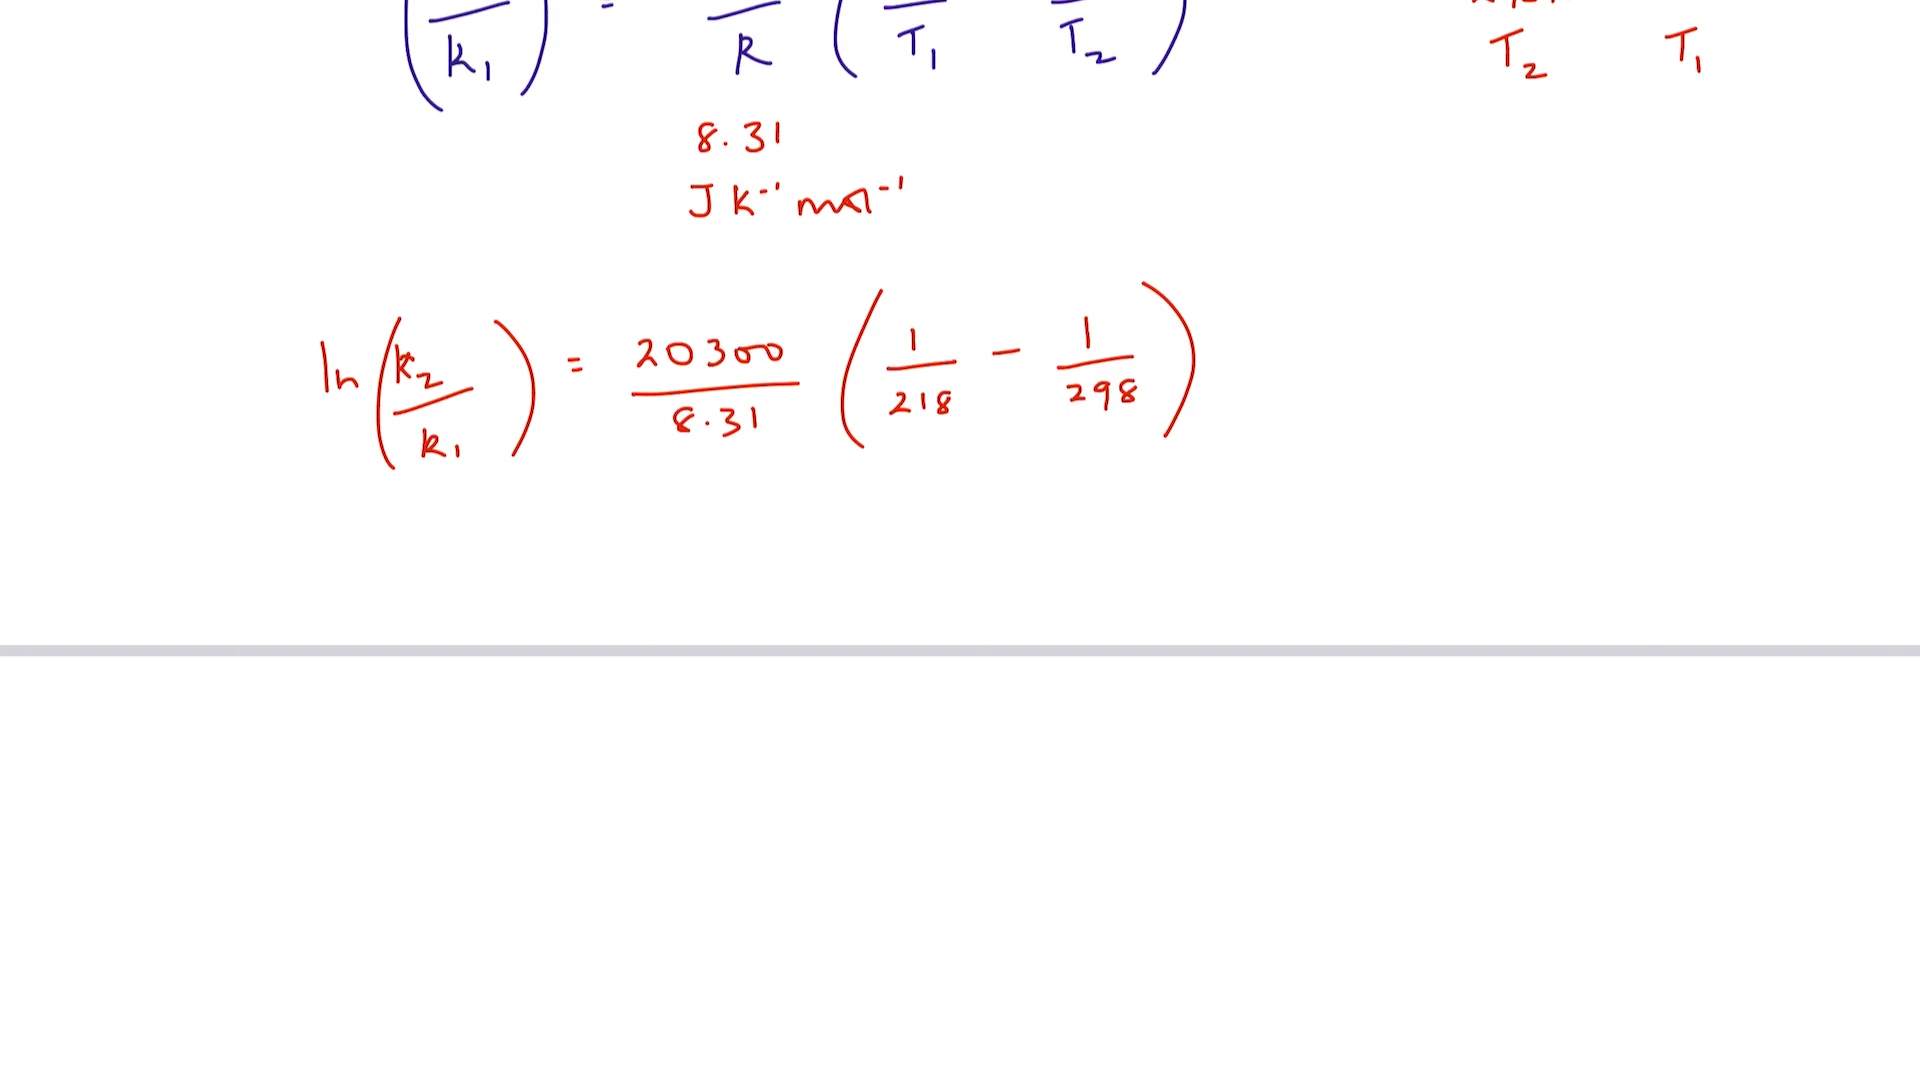 (k₁) = R (T₁ T₂) T₂ T₁
8.31
J K⁻¹ mol⁻¹
ln(k₂/k₁) = 20300/8.31 (1/218 − 1/298)